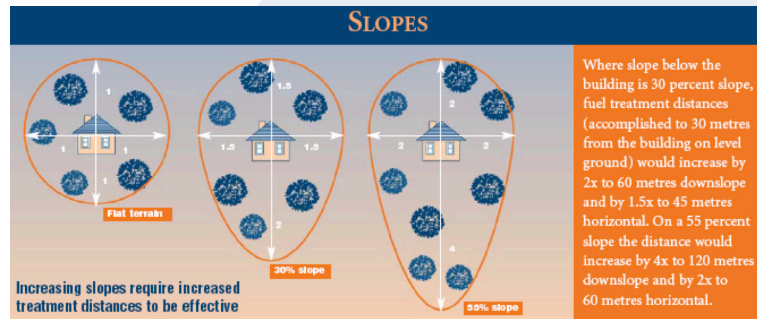 SLOPES
1
1
1
1
Flat terrain
1.5
1.5
1.5
2
30% slope
2
2
2
4
55% slope
Increasing slopes require increased
treatment distances to be effective
Where slope below the
building is 30 percent slope,
fuel treatment distances
(accomplished to 30 metres
from the building on level
ground) would increase by
2x to 60 metres downslope
and by 1.5x to 45 metres
horizontal. On a 55 percent
slope the distance would
increase by 4x to 120 metres
downslope and by 2x to
60 metres horizontal.